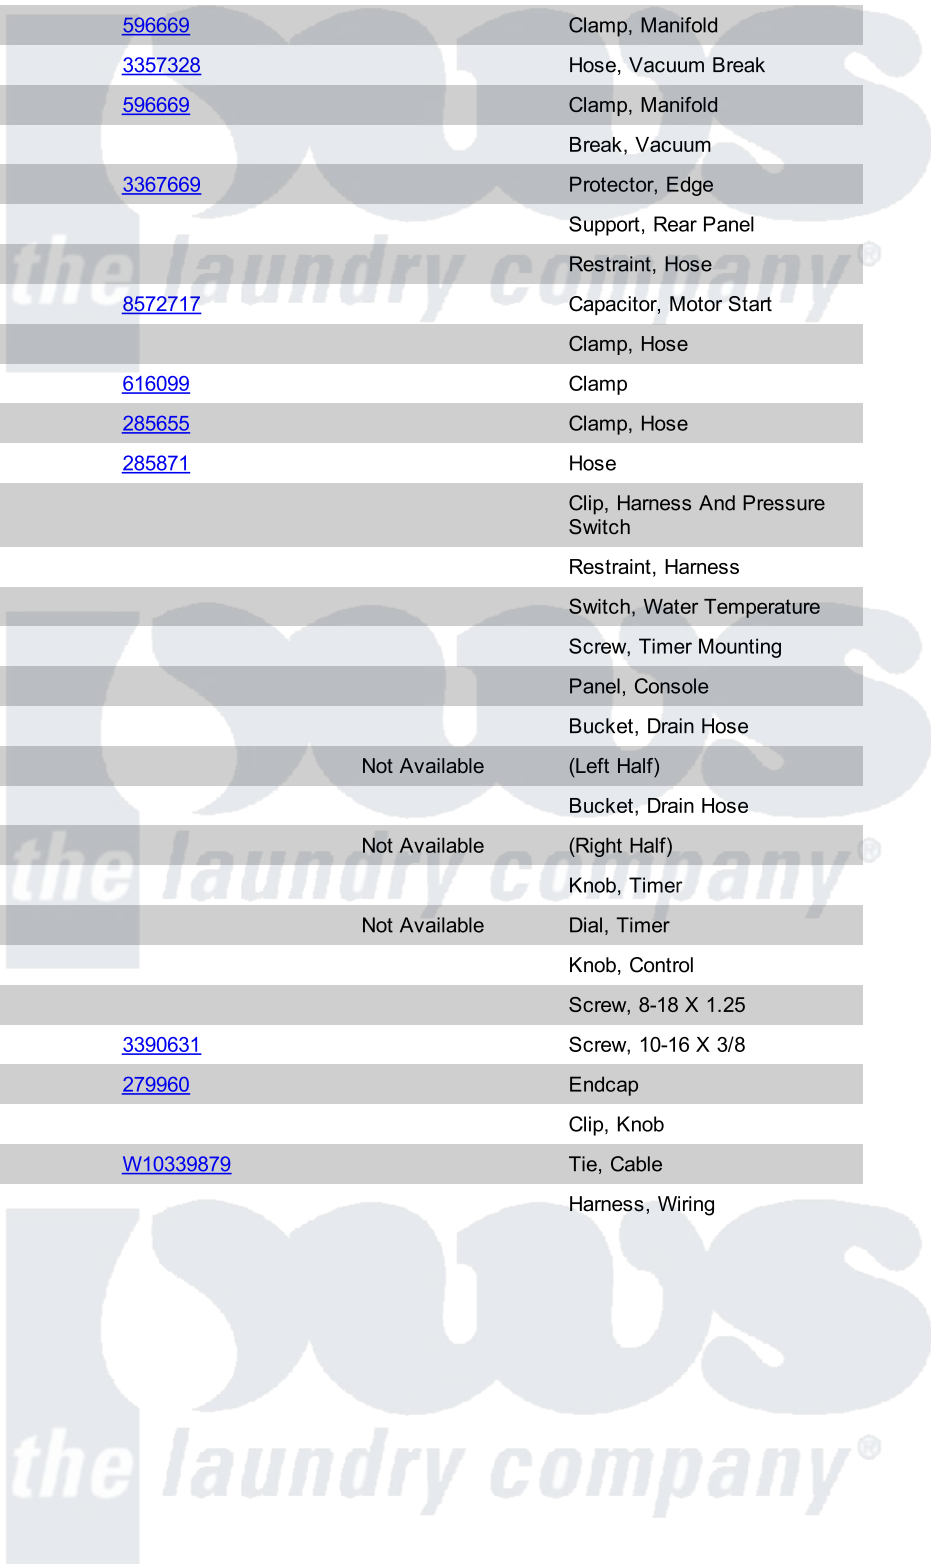 596669 Clamp, Manifold
3357328 Hose, Vacuum Break
596669 Clamp, Manifold
Break, Vacuum
3367669 Protector, Edge
Support, Rear Panel
Restraint, Hose
8572717 Capacitor, Motor Start
Clamp, Hose
616099 Clamp
285655 Clamp, Hose
285871 Hose
Clip, Harness And Pressure
Switch
Restraint, Harness
Switch, Water Temperature
Screw, Timer Mounting
Panel, Console
Bucket, Drain Hose
Not Available (Left Half)
Bucket, Drain Hose
Not Available (Right Half)
Knob, Timer
Not Available Dial, Timer
Knob, Control
Screw, 8-18 X 1.25
3390631 Screw, 10-16 X 3/8
279960 Endcap
Clip, Knob
W10339879 Tie, Cable
Harness, Wiring
pws
the laundry company®
pws
the laundry company®
pws
the laundry company®